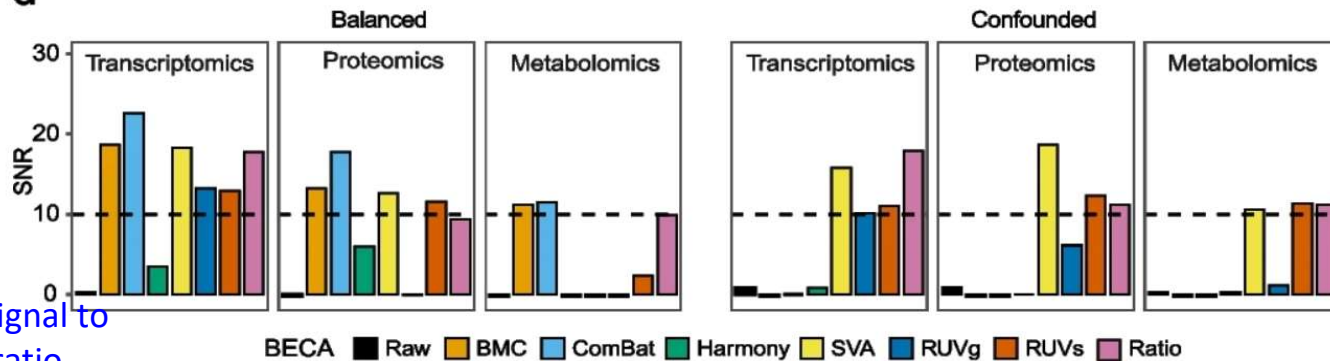 Balanced
Confounded
Transcriptomics Proteomics Metabolomics Transcriptomics Proteomics Metabolomics
30
20
10
0
SNR
ignal to
ratio
BECA Raw BMC ComBat Harmony SVA RUVg RUVs Ratio